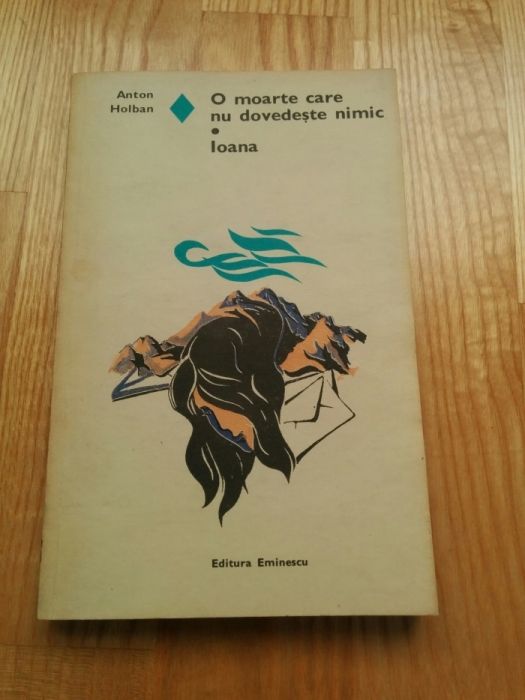 Anton
Holban
O moarte care
nu dovedește nimic
•
Ioana
Editura Eminescu